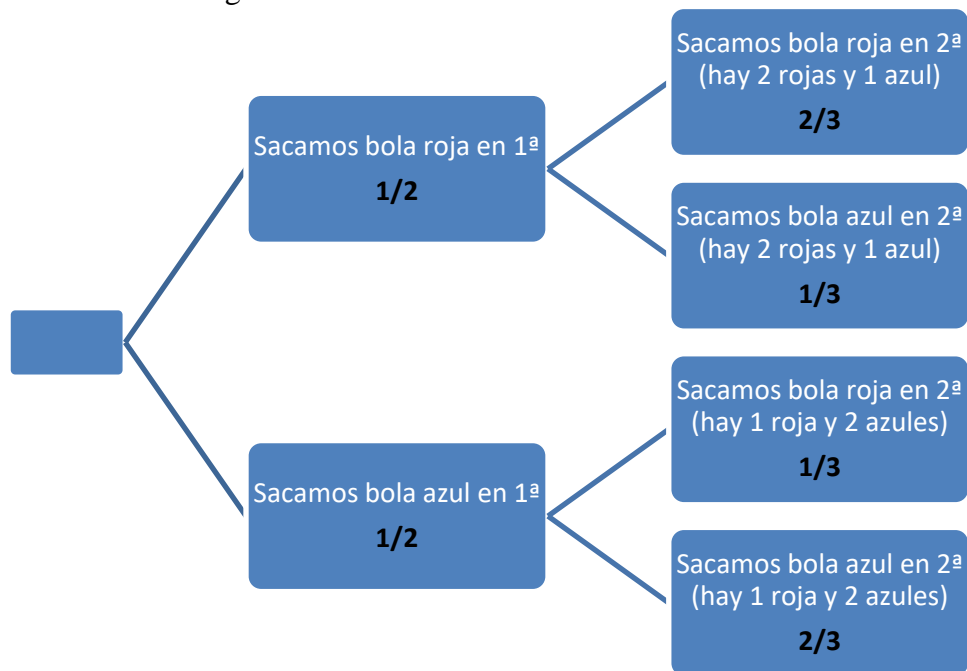 Sacamos bola roja en 2ª
(hay 2 rojas y 1 azul)
2/3
Sacamos bola roja en 1ª
1/2
Sacamos bola azul en 2ª
(hay 2 rojas y 1 azul)
1/3
Sacamos bola roja en 2ª
(hay 1 roja y 2 azules)
1/3
Sacamos bola azul en 1ª
1/2
Sacamos bola azul en 2ª
(hay 1 roja y 2 azules)
2/3